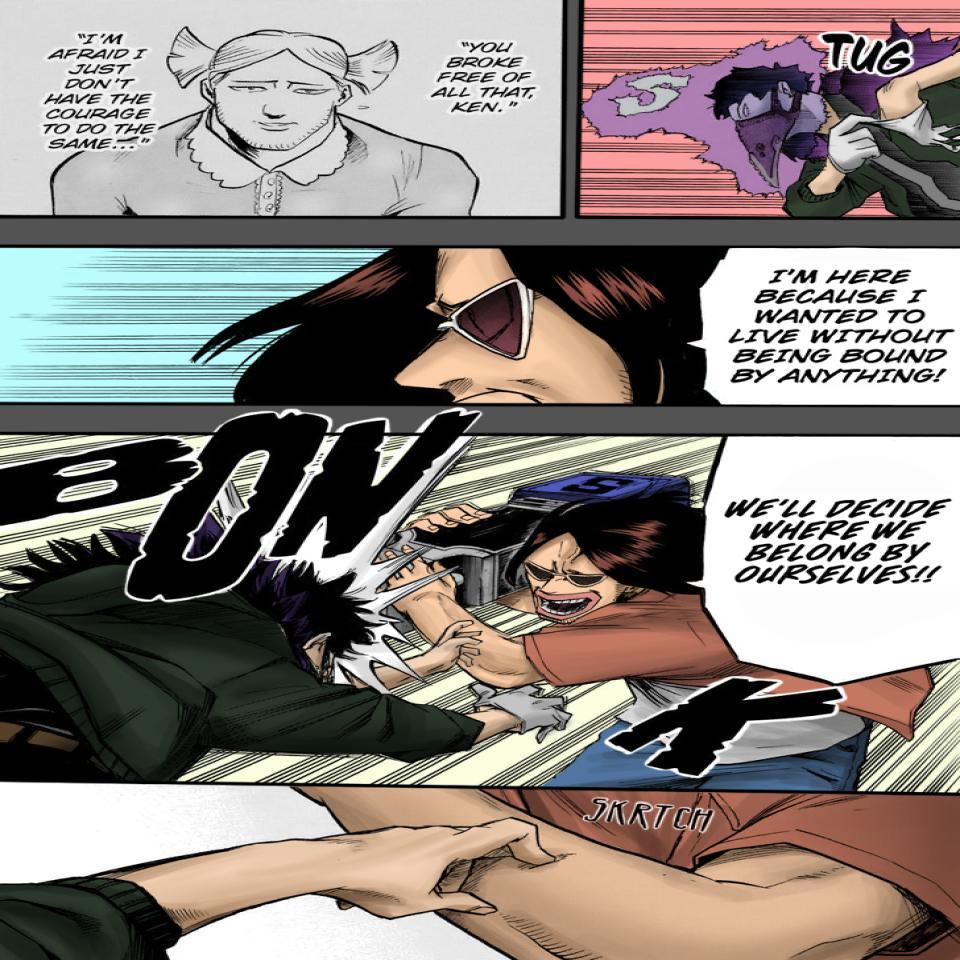 TUG
S
"YOU
BROKE
FREE OF
ALL THAT,
KEN."
"I'M
AFRAID I
JUST
DON'T
HAVE THE
COURAGE
TO DO THE
SAME..."
I'M HERE
BECAUSE I
WANTED TO
LIVE WITHOUT
BEING BOUND
BY ANYTHING!
WE'LL DECIDE
WHERE WE
BELONG BY
OURSELVES!!
S
BONK
SKRTCH